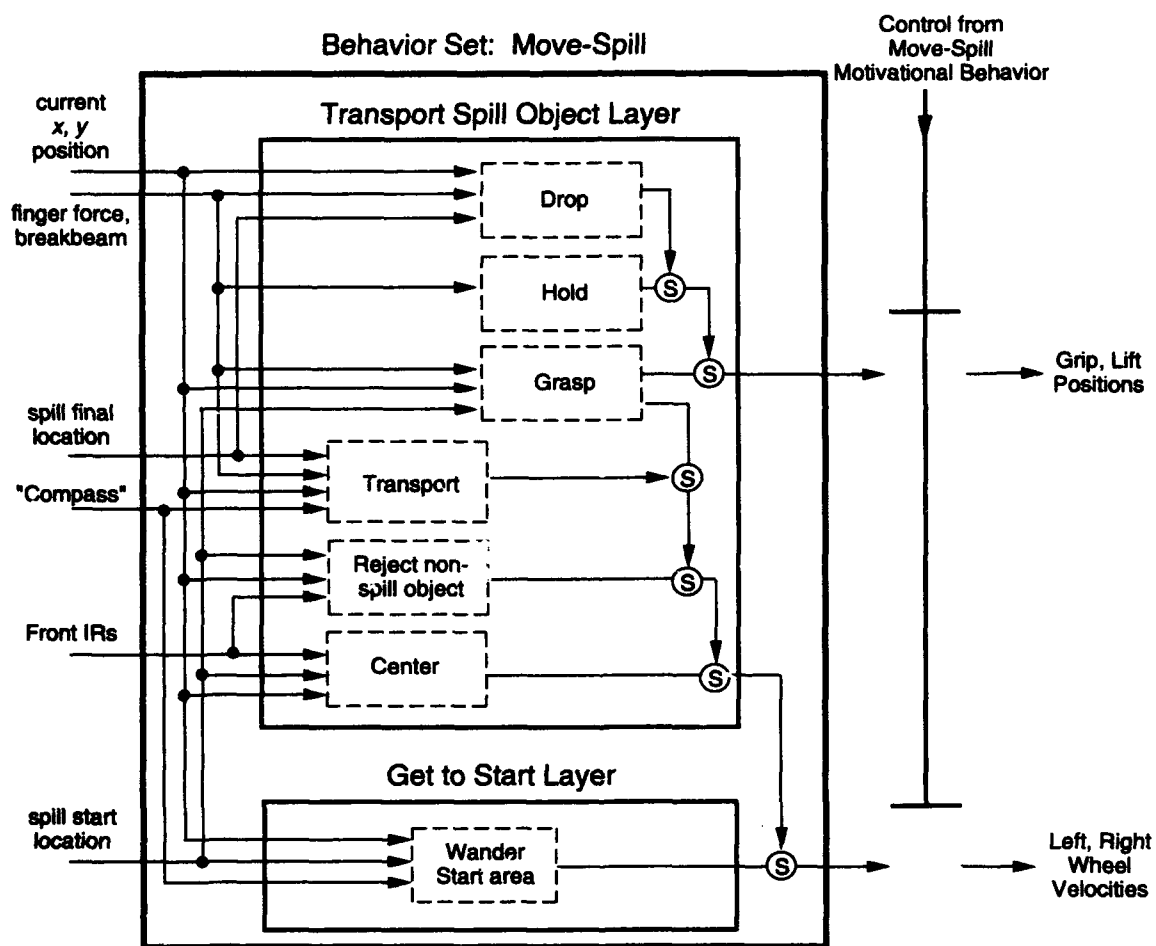 Control from
Move-Spill
Motivational Behavior
Behavior Set: Move-Spill
current
x, y
position
Transport Spill Object Layer
finger force,
breakbeam
Drop
S
Hold
S
Grasp
Grip, Lift
Positions
spill final
location
Transport
S
"Compass"
Reject non-
spill object
S
Front IRs
Center
S
Get to Start Layer
spill start
location
Wander
Start area
S
Left, Right
Wheel
Velocities